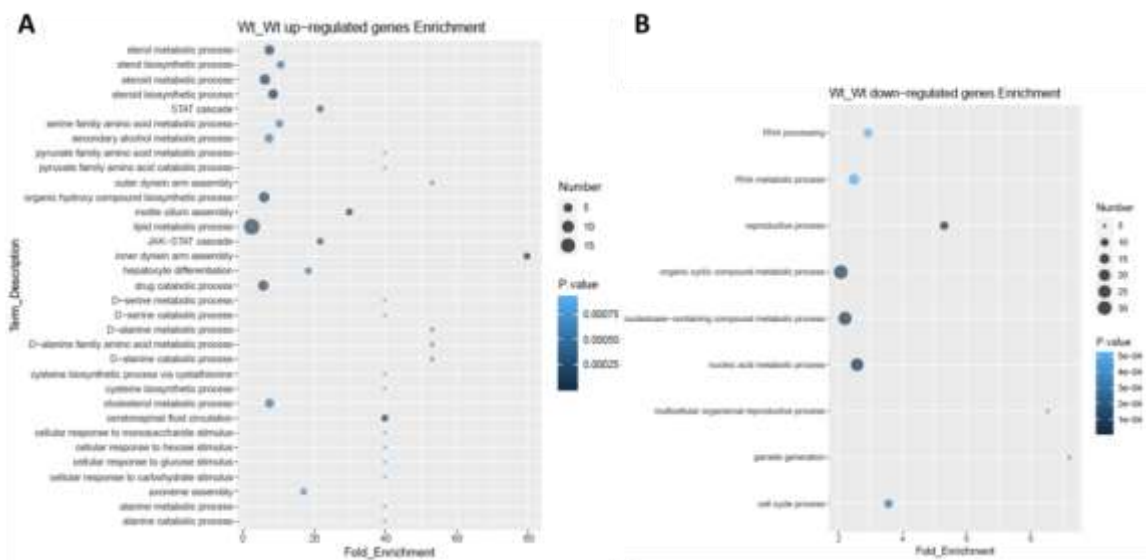 A
Wt_Wt up-regulated genes Enrichment
Term_Description
sterol metabolic process
sterol biosynthetic process
steroid metabolic process
steroid biosynthetic process
STAT cascade
serine family amino acid metabolic process
secondary alcohol metabolic process
pyruvate family amino acid metabolic process
pyruvate family amino acid catabolic process
outer dynein arm assembly
organic hydroxy compound biosynthetic process
motile cilium assembly
lipid metabolic process
JAK-STAT cascade
inner dynein arm assembly
hepatocyte differentiation
drug catabolic process
D-serine metabolic process
D-serine catabolic process
D-alanine metabolic process
D-alanine family amino acid metabolic process
D-alanine catabolic process
cysteine biosynthetic process via cystathionine
cysteine biosynthetic process
cholesterol metabolic process
cerebrospinal fluid circulation
cellular response to monosaccharide stimulus
cellular response to hexose stimulus
cellular response to glucose stimulus
cellular response to carbohydrate stimulus
axoneme assembly
alanine metabolic process
alanine catabolic process
0 20 40 60 80
Fold_Enrichment
Number
5
10
15
P value
0.00075
0.00050
0.00025
B
Wt_Wt down-regulated genes Enrichment
RNA processing
RNA metabolic process
reproductive process
organic cyclic compound metabolic process
nucleobase-containing compound metabolic process
nucleic acid metabolic process
multicellular organismal reproductive process
gamete generation
cell cycle process
2 4 6
Fold_Enrichment
Number
5
10
15
20
25
30
P value
5e-04
4e-04
3e-04
2e-04
1e-04